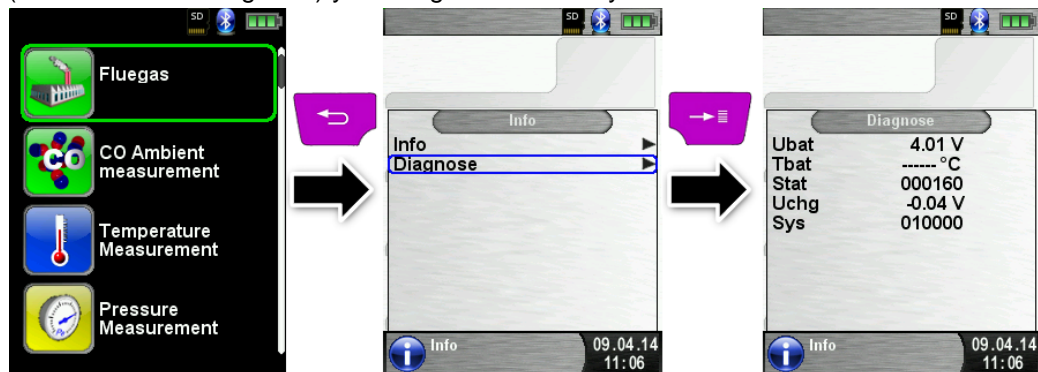 SD
Fluegas
CO
CO Ambient
measurement
Temperature
Measurement
Pa
Pressure
Measurement
SD
Info
Info
Diagnose
Info
09.04.14
11:06
SD
Diagnose
Ubat 4.01 V
Tbat ------ °C
Stat 000160
Uchg -0.04 V
Sys 010000
Info
09.04.14
11:06